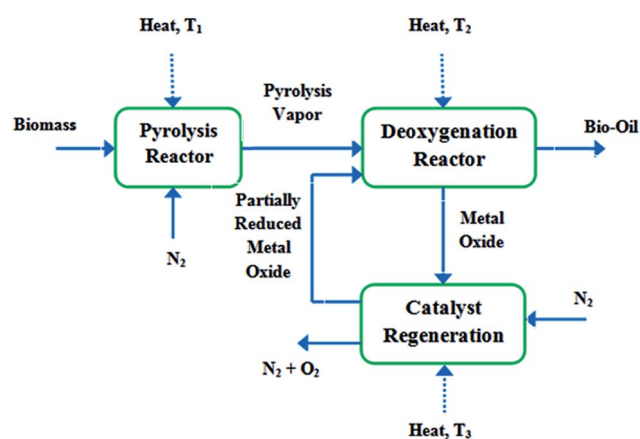 Heat, T₁
Heat, T₂
Biomass
Pyrolysis
Reactor
Pyrolysis
Vapor
Deoxygenation
Reactor
Bio-Oil
N₂
Partially
Reduced
Metal
Oxide
Metal
Oxide
Catalyst
Regeneration
N₂
N₂ + O₂
Heat, T₃